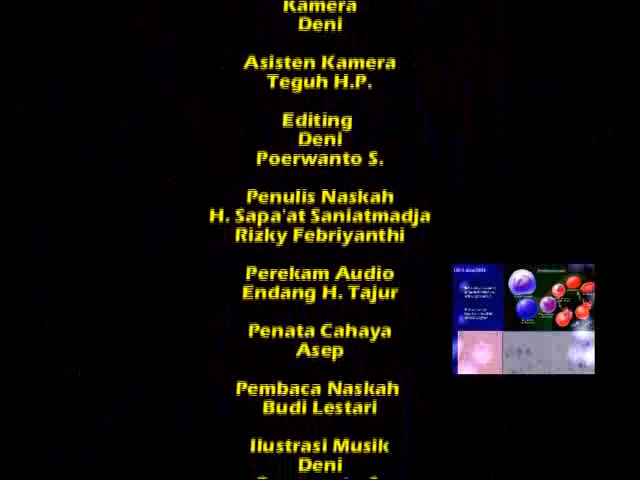 Kamera
Deni
Asisten Kamera
Teguh H.P.
Editing
Deni
Poerwanto S.
Penulis Naskah
H. Sapa'at Saniatmadja
Rizky Febriyanthi
Perekam Audio
Endang H. Tajur
Penata Cahaya
Asep
Pembaca Naskah
Budi Lestari
Ilustrasi Musik
Deni